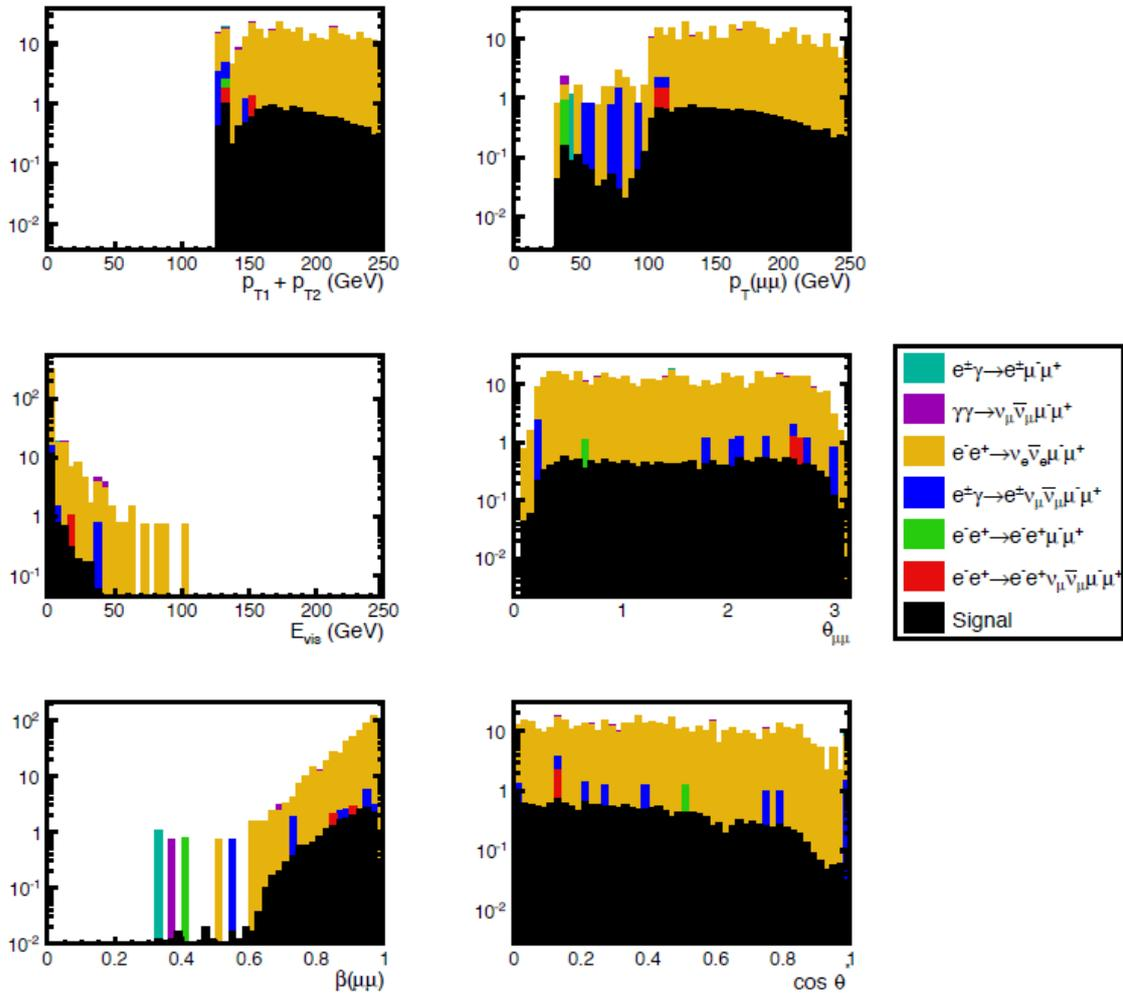 10
1
10⁻¹
10⁻²
0 50 100 150 200 250
p_T1 + p_T2 (GeV)
10
1
10⁻¹
10⁻²
0 50 100 150 200 250
p_T(μμ) (GeV)
10²
10
1
10⁻¹
0 50 100 150 200 250
E_vis (GeV)
10
1
10⁻¹
10⁻²
0 1 2 3
θ_μμ
e±γ→e±μ⁻μ⁺
γγ→ν_μν̅_μμ⁻μ⁺
e⁻e⁺→ν_eν̅_eμ⁻μ⁺
e±γ→e±ν_μν̅_μμ⁻μ⁺
e⁻e⁺→e⁻e⁺μ⁻μ⁺
e⁻e⁺→e⁻e⁺ν_μν̅_μμ⁻μ⁺
Signal
10²
10
1
10⁻¹
10⁻²
0 0.2 0.4 0.6 0.8 1
β(μμ)
10
1
10⁻¹
10⁻²
0 0.2 0.4 0.6 0.8 1
cos θ*